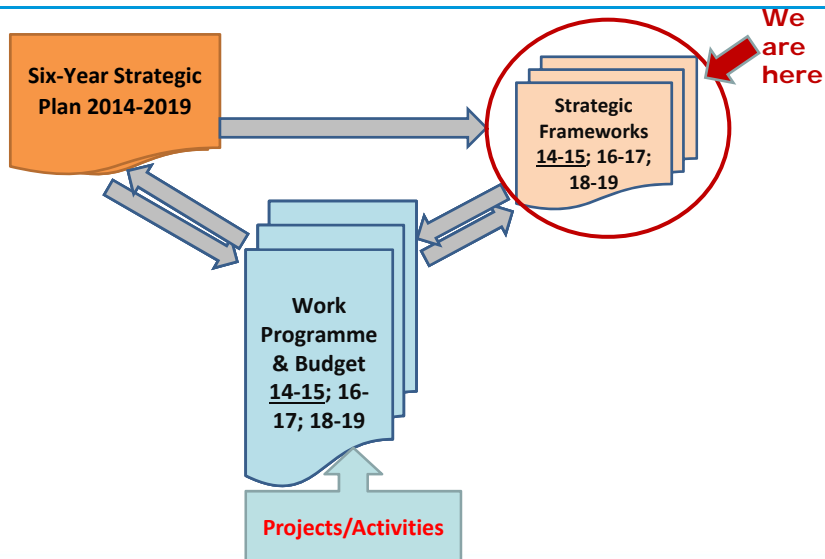 We
are
here
Six-Year Strategic
Plan 2014-2019
Strategic
Frameworks
14-15; 16-17;
18-19
Work
Programme
& Budget
14-15; 16-
17; 18-19
Projects/Activities